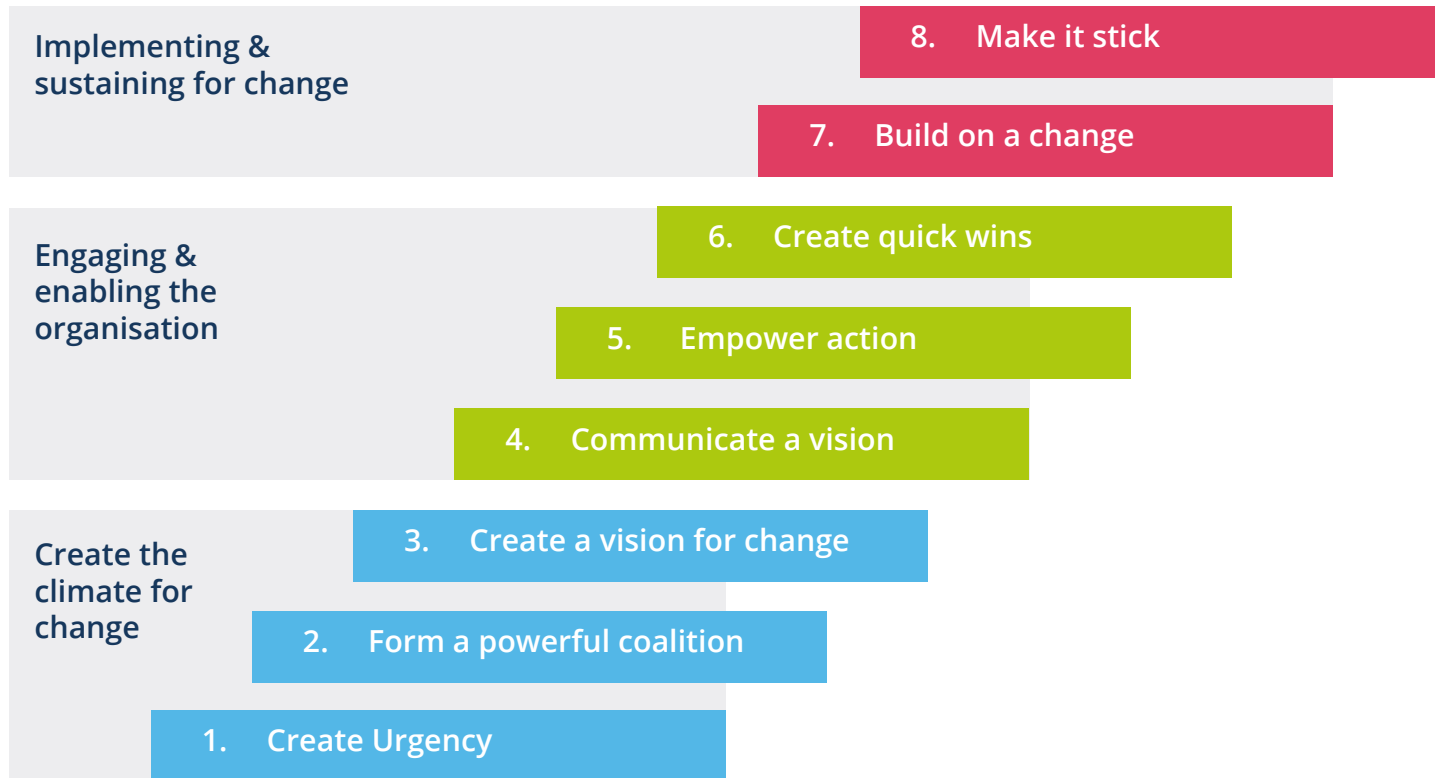 Implementing &
sustaining for change
8. Make it stick
7. Build on a change
Engaging &
enabling the
organisation
6. Create quick wins
5. Empower action
4. Communicate a vision
Create the
climate for
change
3. Create a vision for change
2. Form a powerful coalition
1. Create Urgency